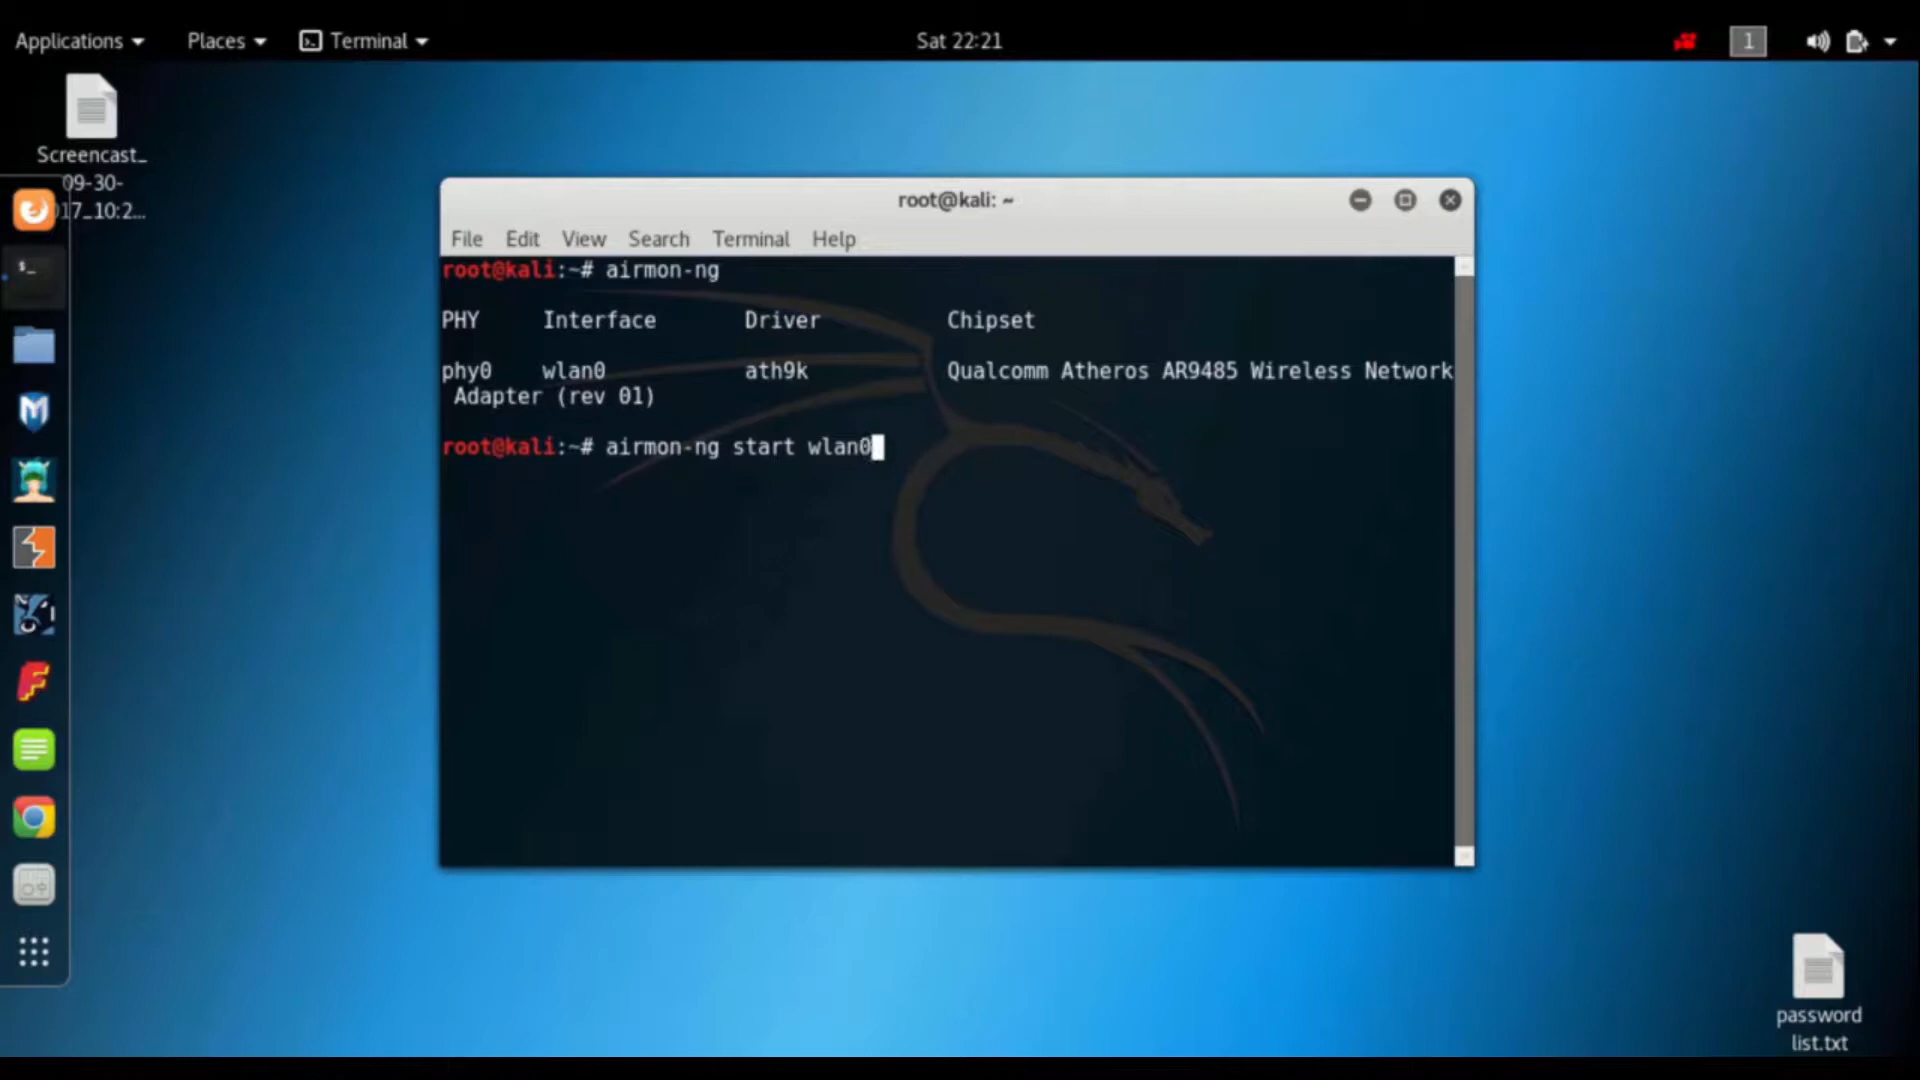 Applications Places Terminal Sat 22:21 1
Screencast_
09-30-
17_10:2...
root@kali: ~
File Edit View Search Terminal Help
root@kali:~# airmon-ng
PHY Interface Driver Chipset
phy0 wlan0 ath9k Qualcomm Atheros AR9485 Wireless Network
Adapter (rev 01)
root@kali:~# airmon-ng start wlan0
password
list.txt